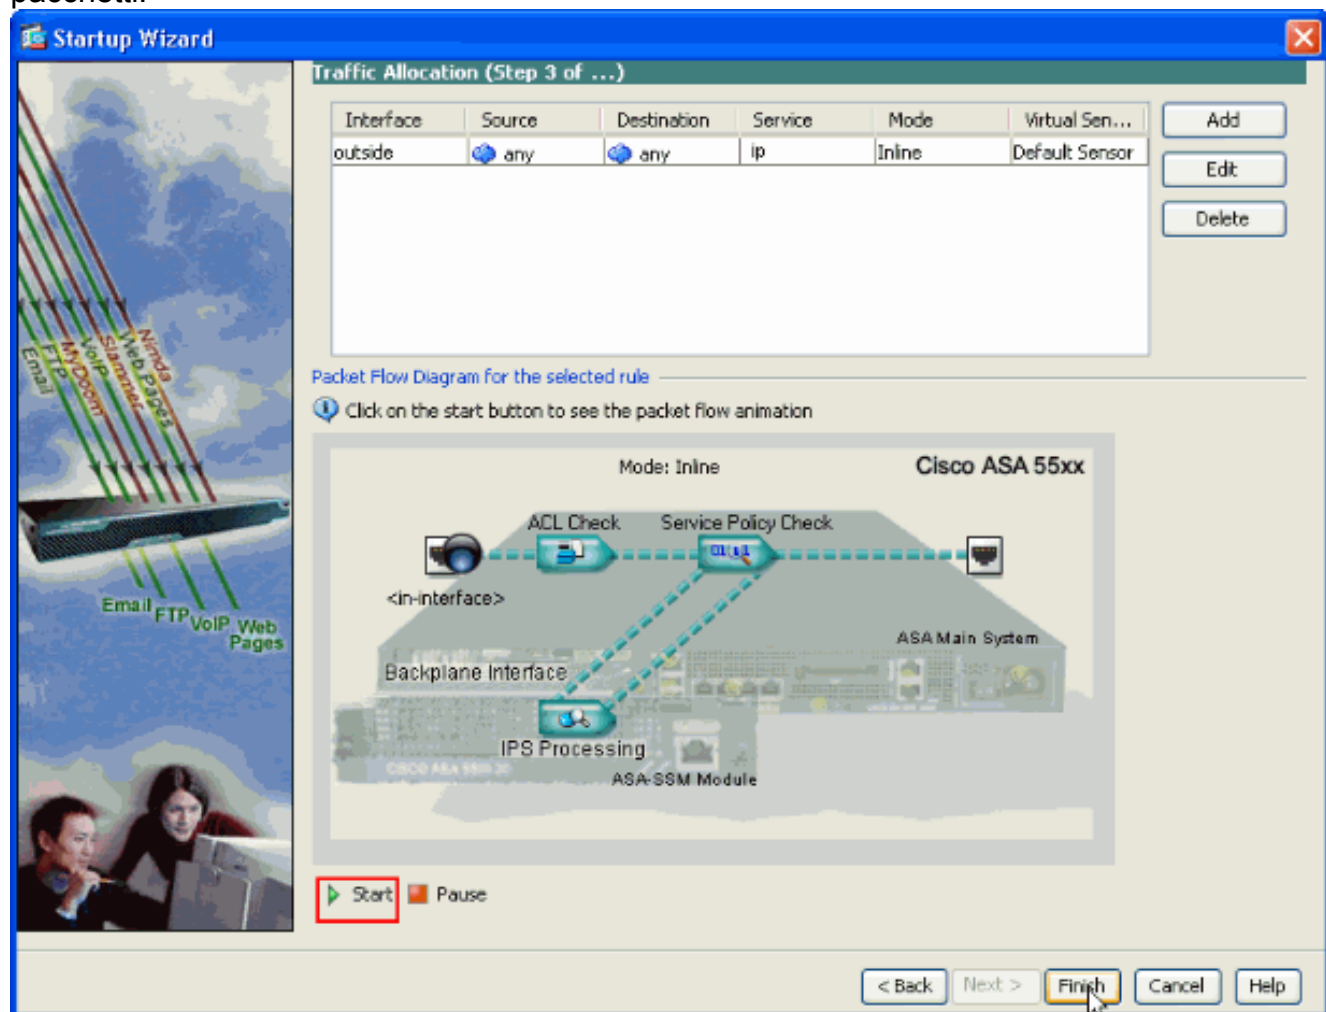 pacchetti.
Startup Wizard
Traffic Allocation (Step 3 of ...)
Interface Source Destination Service Mode Virtual Sen...
outside any any ip Inline Default Sensor
Add
Edit
Delete
Packet Flow Diagram for the selected rule
Click on the start button to see the packet flow animation
Mode: Inline
Cisco ASA 55xx
ACL Check Service Policy Check
<in-interface>
ASA Main System
Backplane Interface
IPS Processing
ASA-SSM Module
Start Pause
Email
FTP
MyDoom
VoIP
Slammer
Web Pages
Nimda
Email FTP VoIP Web
Pages
< Back Next > Finish Cancel Help